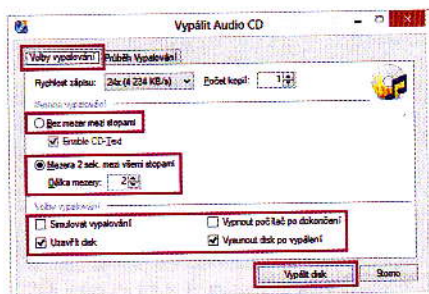 Vypálit Audio CD
Volby vypalování Průběh Vypalování
Rychlost zápisu: 24x (4 234 KB/s) Počet kopií: 1
vypalování
Bez mezer mezi stopami
Enable CD-Text
Mezera 2 sek. mezi všemi stopami
Délka mezery: 2
Volby vypalování
Simulovat vypalování Vypnout počítač po dokončení
Uzavřít disk Vysunout disk po vypálení
Vypálit disk Storno